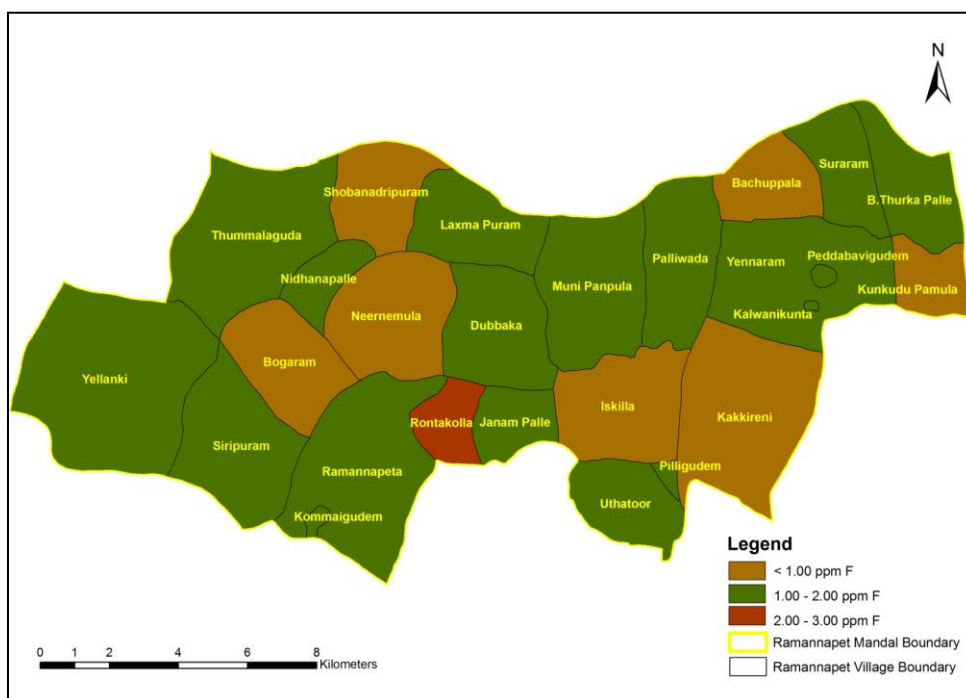 N
Suraram
Bachuppala
Shobanadripuram
B.Thurka Palle
Laxma Puram
Thummalaguda
Palliwada
Yennaram
Peddabavigudem
Nidhanapalle
Muni Panpula
Kunkudu Pamula
Neernemula
Dubbaka
Kalwanikunta
Bogaram
Yellanki
Iskilla
Kakkireni
Rontakolla
Janam Palle
Siripuram
Ramannapeta
Pilligudem
Uthatoor
Kommaigudem
Legend
< 1.00 ppm F
1.00 - 2.00 ppm F
2.00 - 3.00 ppm F
Ramannapet Mandal Boundary
Ramannapet Village Boundary
0 1 2 4 6 8
Kilometers